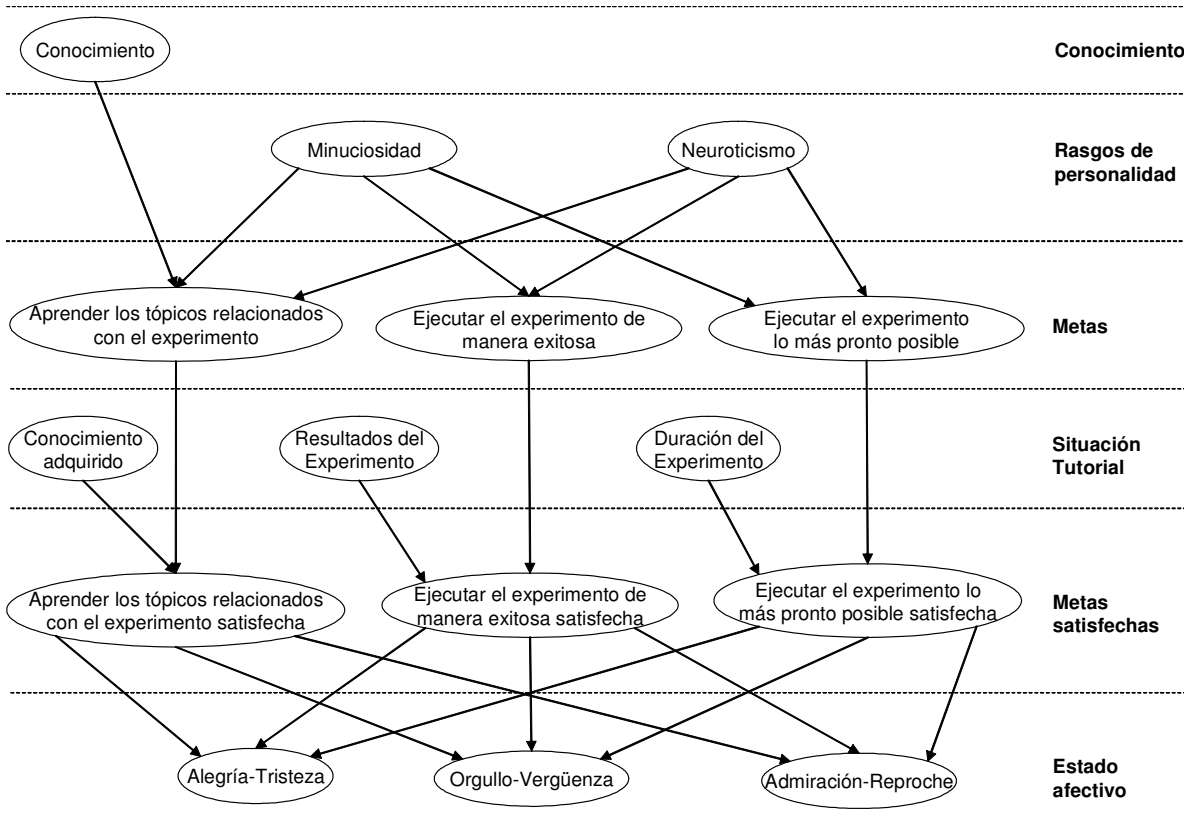 Conocimiento
Conocimiento
Minuciosidad
Neuroticismo
Rasgos de
personalidad
Aprender los tópicos relacionados
con el experimento
Ejecutar el experimento de
manera exitosa
Ejecutar el experimento
lo más pronto posible
Metas
Conocimiento
adquirido
Resultados del
Experimento
Duración del
Experimento
Situación
Tutorial
Aprender los tópicos relacionados
con el experimento satisfecha
Ejecutar el experimento de
manera exitosa satisfecha
Ejecutar el experimento lo
más pronto posible satisfecha
Metas
satisfechas
Alegría-Tristeza
Orgullo-Vergüenza
Admiración-Reproche
Estado
afectivo